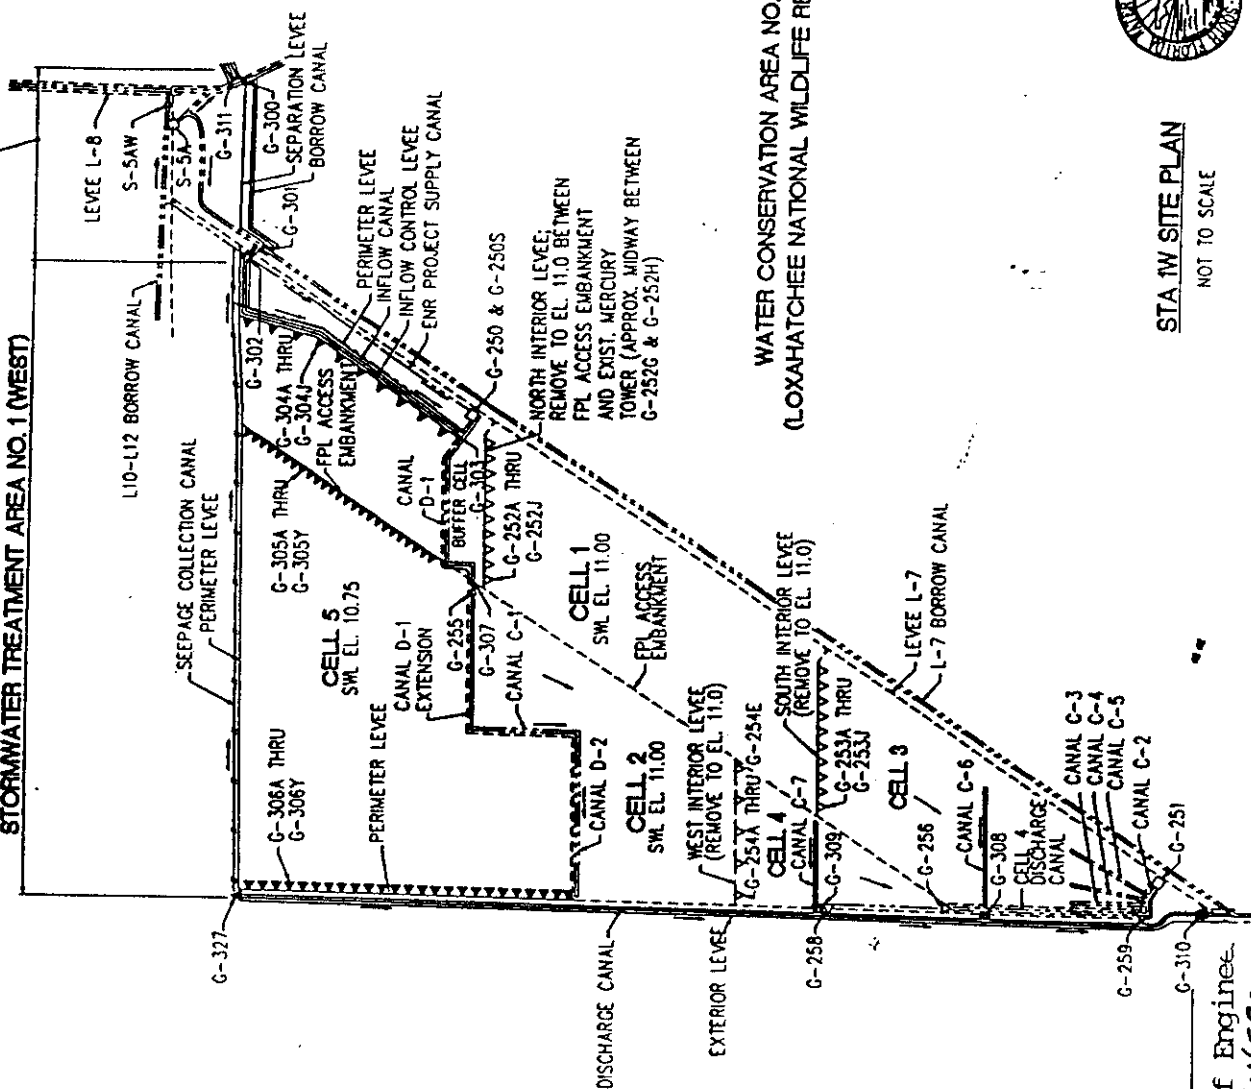 STORMWATER TREATMENT AREA NO. 1 (WEST)
LEVEE L-8
S-5AW
S-5A
G-311
G-300
SEPARATION LEVEE
BORROW CANAL
G-301
L10-L12 BORROW CANAL
G-302
PERIMETER LEVEE
INFLOW CANAL
INFLOW CONTROL LEVEE
ENR PROJECT SUPPLY CANAL
G-304A THRU
G-304J
FPL ACCESS
EMBANKMENT
SEEPAGE COLLECTION CANAL
PERIMETER LEVEE
G-305A THRU
G-305Y
G-250 & G-250S
NORTH INTERIOR LEVEE;
REMOVE TO EL. 11.0 BETWEEN
FPL ACCESS EMBANKMENT
AND EXIST. MERCURY
TOWER (APPROX. MIDWAY BETWEEN
G-252G & G-252H)
CANAL
D-1
BUFFER CELL
G-303
G-252A THRU
G-252J
CELL 5
SWL EL. 10.75
CANAL D-1
EXTENSION
G-255
G-307
CANAL C-1
CELL 1
SWL EL. 11.00
FPL ACCESS
EMBANKMENT
G-306A THRU
G-306Y
PERIMETER LEVEE
G-327
CANAL D-2
CELL 2
SWL EL. 11.00
WEST INTERIOR LEVEE
(REMOVE TO EL. 11.0)
G-254A THRU G-254E
SOUTH INTERIOR LEVEE
(REMOVE TO EL. 11.0)
G-253A THRU
G-253J
LEVEE L-7
L-7 BORROW CANAL
CELL 4
CANAL C-7
G-309
CELL 3
G-256
CANAL C-6
G-308
CELL 4
DISCHARGE
CANAL
CANAL C-3
CANAL C-4
CANAL C-5
CANAL C-2
G-251
DISCHARGE CANAL
EXTERIOR LEVEE
G-258
G-259
G-310
WATER CONSERVATION AREA NO.
(LOXAHATCHEE NATIONAL WILDLIFE RE
STA 1W SITE PLAN
NOT TO SCALE
SOUTH FLORIDA WATER
f Enginee